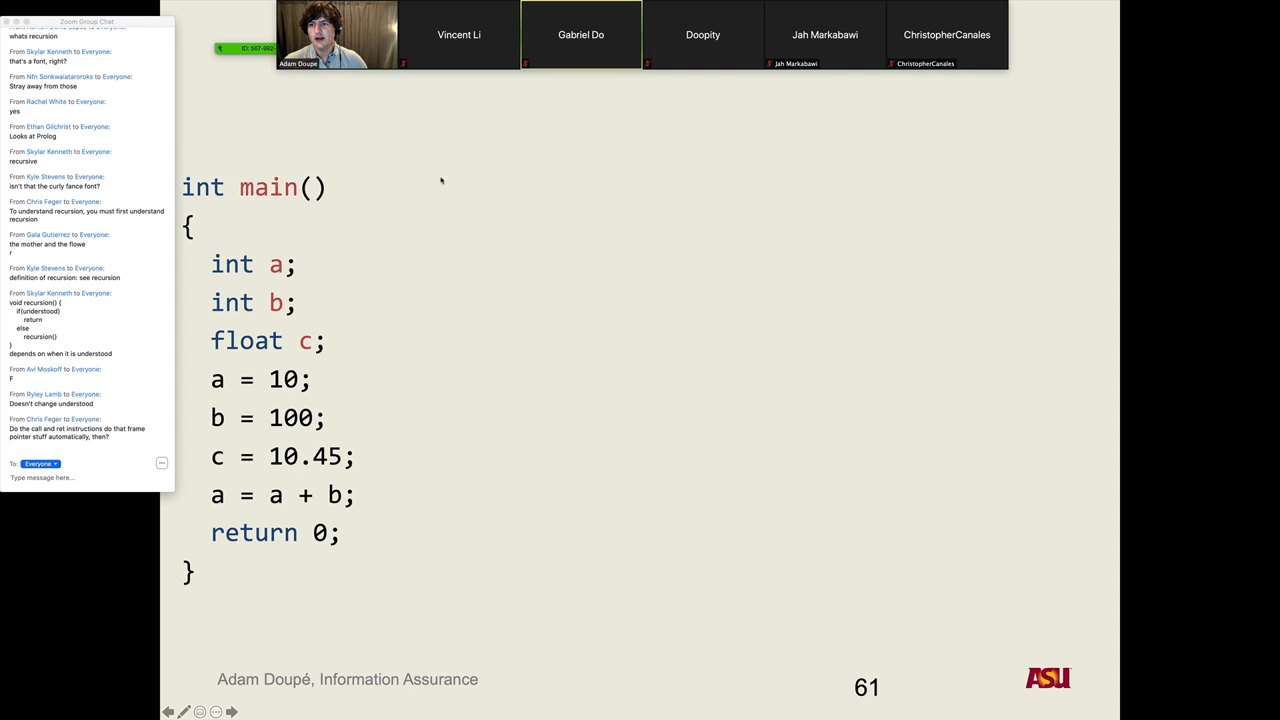 Zoom Group Chat
whats recursion
From Skylar Kenneth to Everyone:
that's a font, right?
From Nfn Sonkwaiataroroks to Everyone:
Stray away from those
From Rachel White to Everyone:
yes
From Ethan Gilchrist to Everyone:
Looks at Prolog
From Skylar Kenneth to Everyone:
recursive
From Kyle Stevens to Everyone:
isn't that the curly fance font?
From Chris Feger to Everyone:
To understand recursion, you must first understand
recursion
From Gala Gutierrez to Everyone:
the mother and the flowe
r
From Kyle Stevens to Everyone:
definition of recursion: see recursion
From Skylar Kenneth to Everyone:
void recursion() {
if(understood)
return
else
recursion()
}
depends on when it is understood
From Avi Moskoff to Everyone:
F
From Ryley Lamb to Everyone:
Doesn't change understood
From Chris Feger to Everyone:
Do the call and ret instructions do that frame
pointer stuff automatically, then?
To: Everyone
Type message here...
ID: 567-992-
Adam Doupe
Vincent Li
Gabriel Do
Doopity
Jah Markabawi
Jah Markabawi
ChristopherCanales
ChristopherCanales
int main()
{
int a;
int b;
float c;
a = 10;
b = 100;
c = 10.45;
a = a + b;
return 0;
}
Adam Doupé, Information Assurance
61
ASU